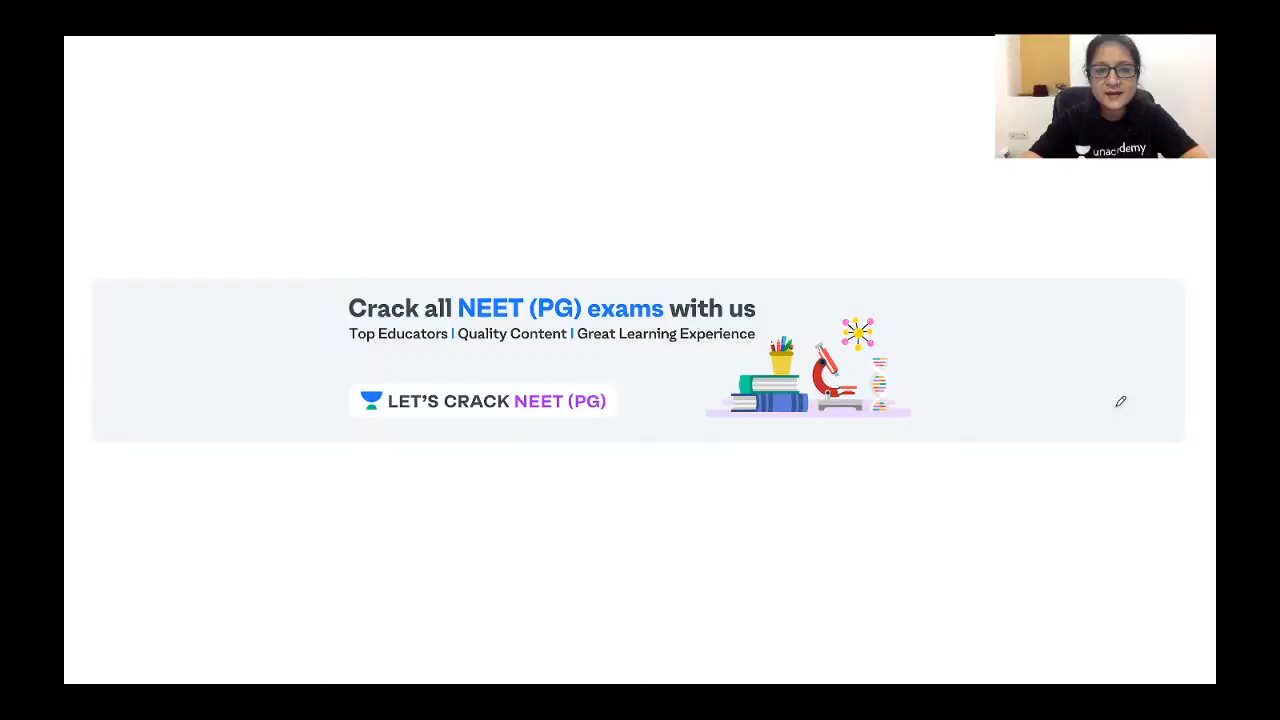 unacademy
Crack all NEET (PG) exams with us
Top Educators | Quality Content | Great Learning Experience
LET'S CRACK NEET (PG)